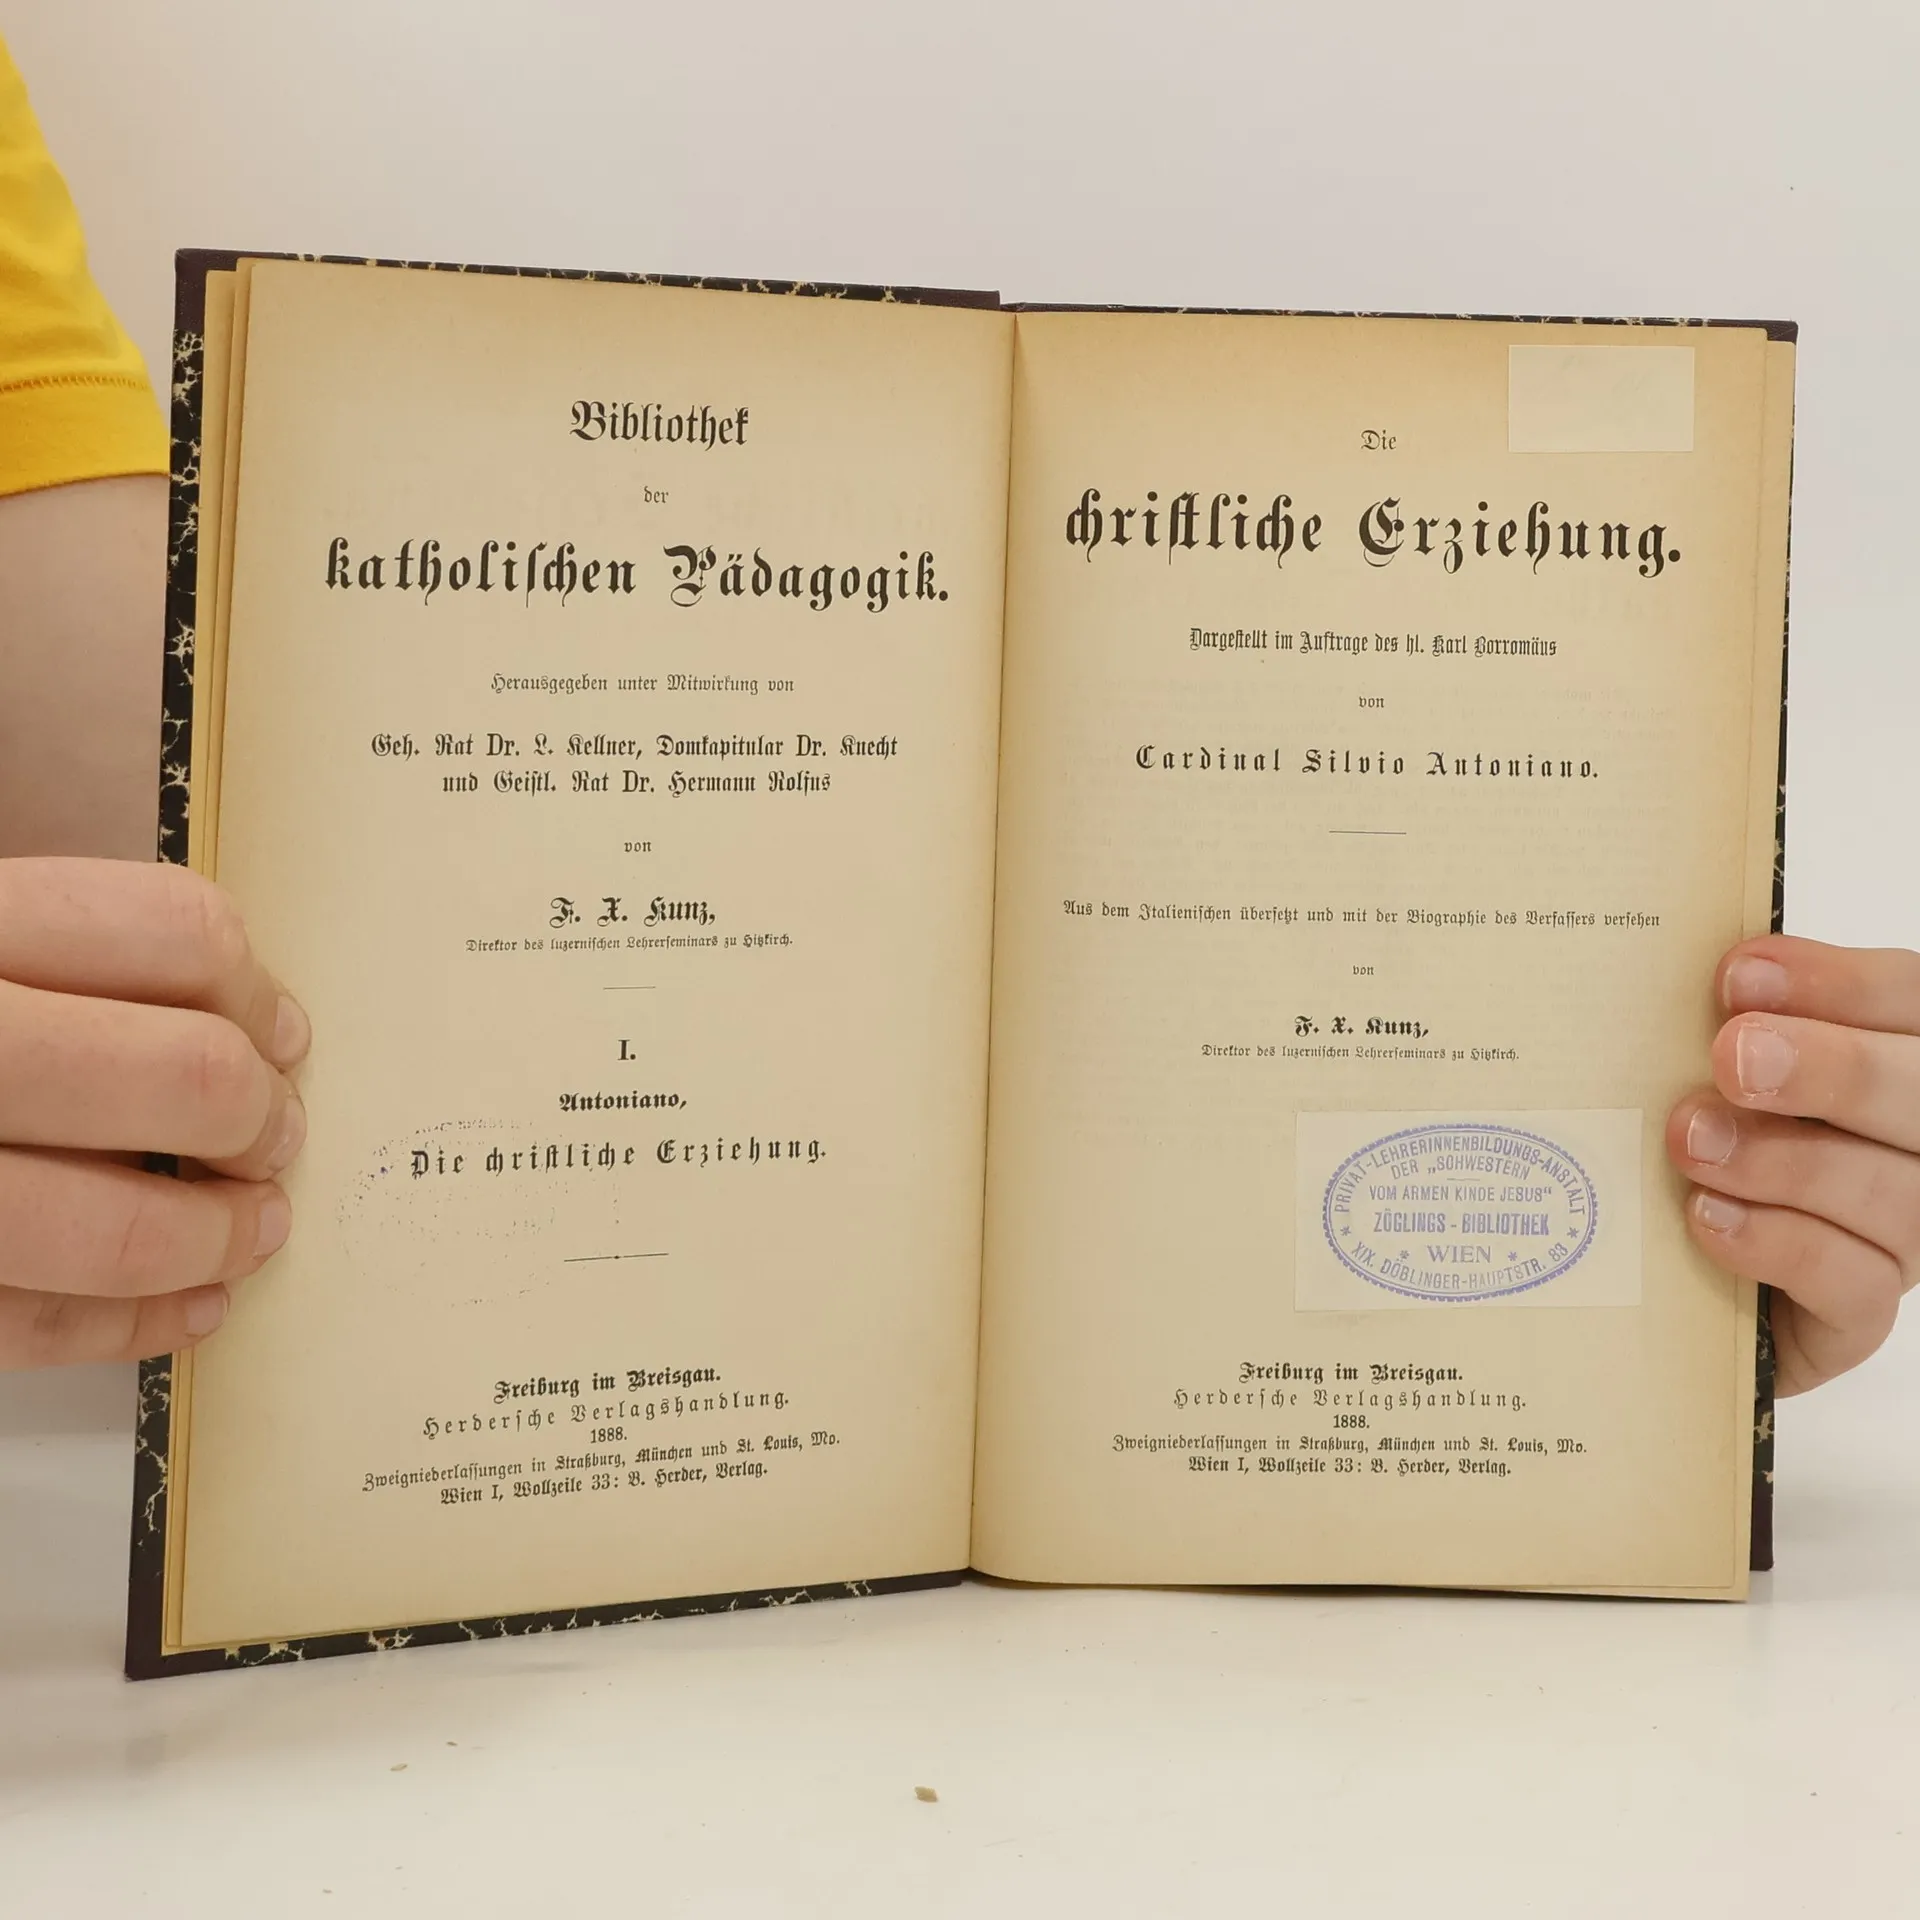 Bibliothek
der
katholischen Pädagogik.
Herausgegeben unter Mitwirkung von
Geh. Rat Dr. L. Kellner, Domkapitular Dr. Knecht
und Geistl. Rat Dr. Hermann Rolfus
von
F. X. Kunz,
Direktor des luzernischen Lehrerseminars zu Hitzkirch.
I.
Antoniano,
Die christliche Erziehung.
Freiburg im Breisgau.
Herdersche Verlagshandlung.
1888.
Zweigniederlassungen in Straßburg, München und St. Louis, Mo.
Wien I, Wollzeile 33: B. Herder, Verlag.
Die
christliche Erziehung.
Dargestellt im Auftrage des hl. Karl Borromäus
von
Cardinal Silvio Antoniano.
Aus dem Italienischen übersetzt und mit der Biographie des Verfassers versehen
von
F. X. Kunz,
Direktor des luzernischen Lehrerseminars zu Hitzkirch.
* PRIVAT-LEHRERINNENBILDUNGS-ANSTALT *
DER „SCHWESTERN
VOM ARMEN KINDE JESUS“
ZÖGLINGS-BIBLIOTHEK
* WIEN *
XIX. DÖBLINGER-HAUPTSTR. 83
Freiburg im Breisgau.
Herdersche Verlagshandlung.
1888.
Zweigniederlassungen in Straßburg, München und St. Louis, Mo.
Wien I, Wollzeile 33: B. Herder, Verlag.